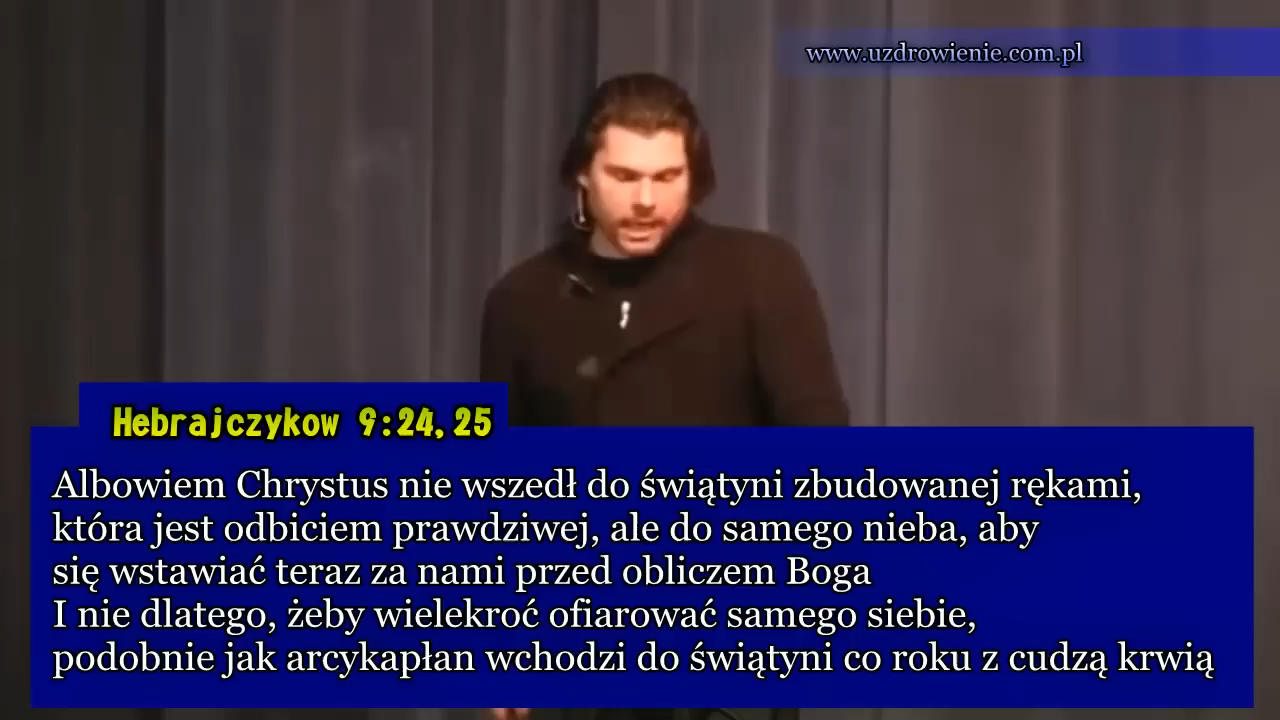 www.uzdrowienie.com.pl
Hebrajczykow 9:24,25
Albowiem Chrystus nie wszedł do świątyni zbudowanej rękami,
która jest odbiciem prawdziwej, ale do samego nieba, aby
się wstawiać teraz za nami przed obliczem Boga
I nie dlatego, żeby wielekroć ofiarować samego siebie,
podobnie jak arcykapłan wchodzi do świątyni co roku z cudzą krwią